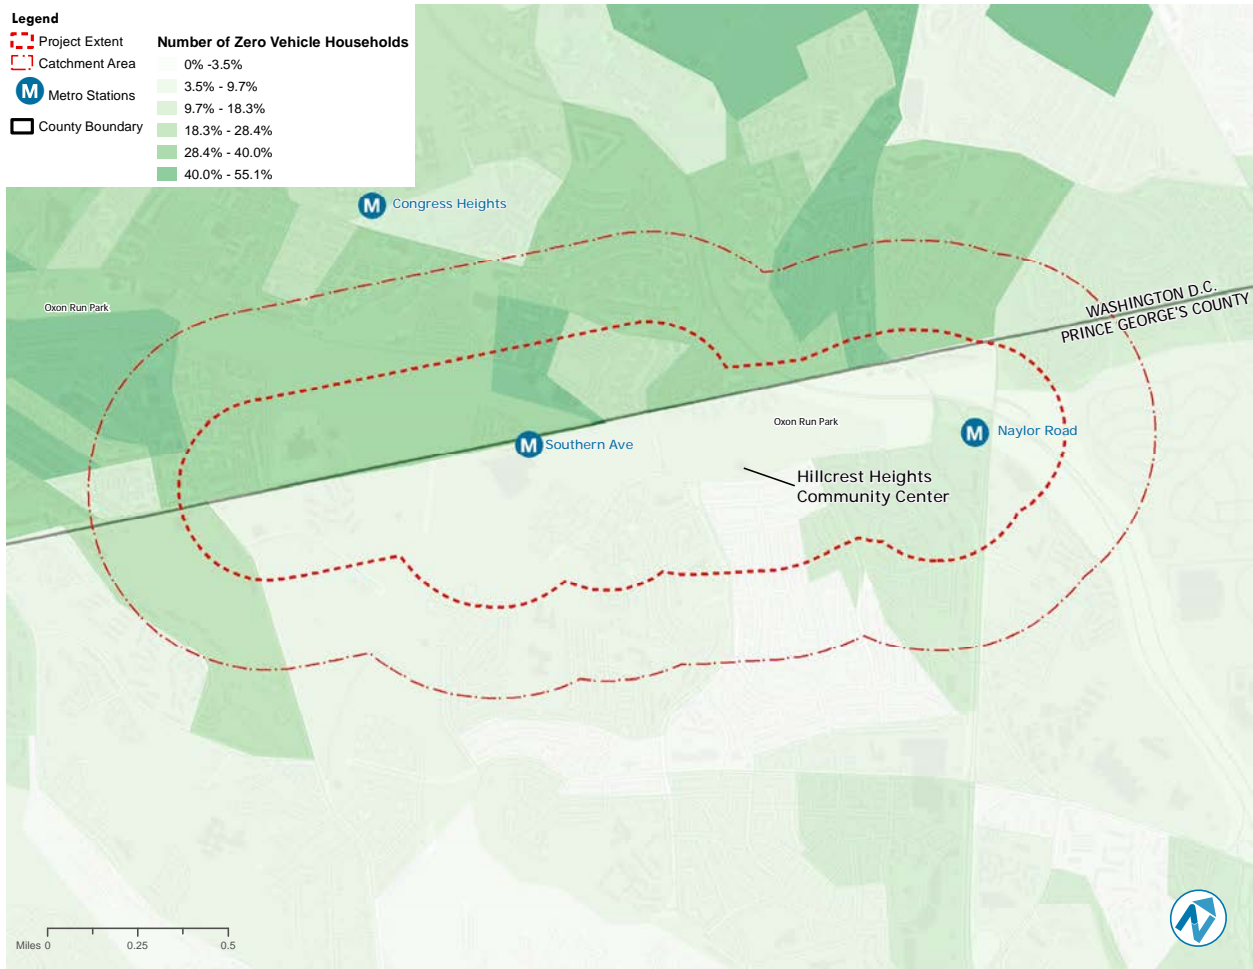 Legend
Project Extent
Catchment Area
M Metro Stations
County Boundary
Number of Zero Vehicle Households
0% -3.5%
3.5% - 9.7%
9.7% - 18.3%
18.3% - 28.4%
28.4% - 40.0%
40.0% - 55.1%
M Congress Heights
Oxon Run Park
WASHINGTON D.C.
PRINCE GEORGE'S COUNTY
Oxon Run Park
M Southern Ave
M Naylor Road
Hillcrest Heights
Community Center
Miles 0 0.25 0.5